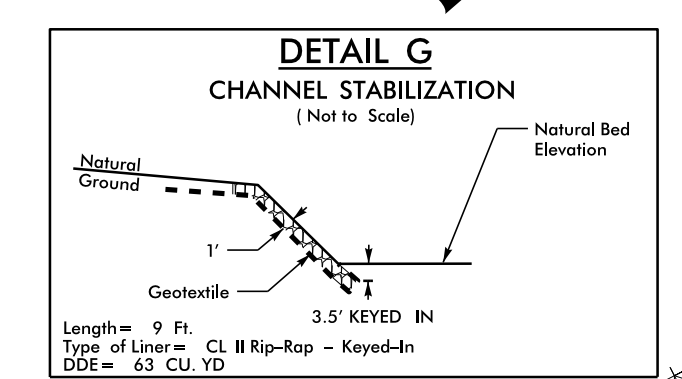 DETAIL G
CHANNEL STABILIZATION
( Not to Scale)
Natural Bed
Elevation
Natural
Ground
1'
Geotextile
3.5' KEYED IN
Length= 9 Ft.
Type of Liner= CL II Rip-Rap - Keyed-In
DDE= 63 CU. YD